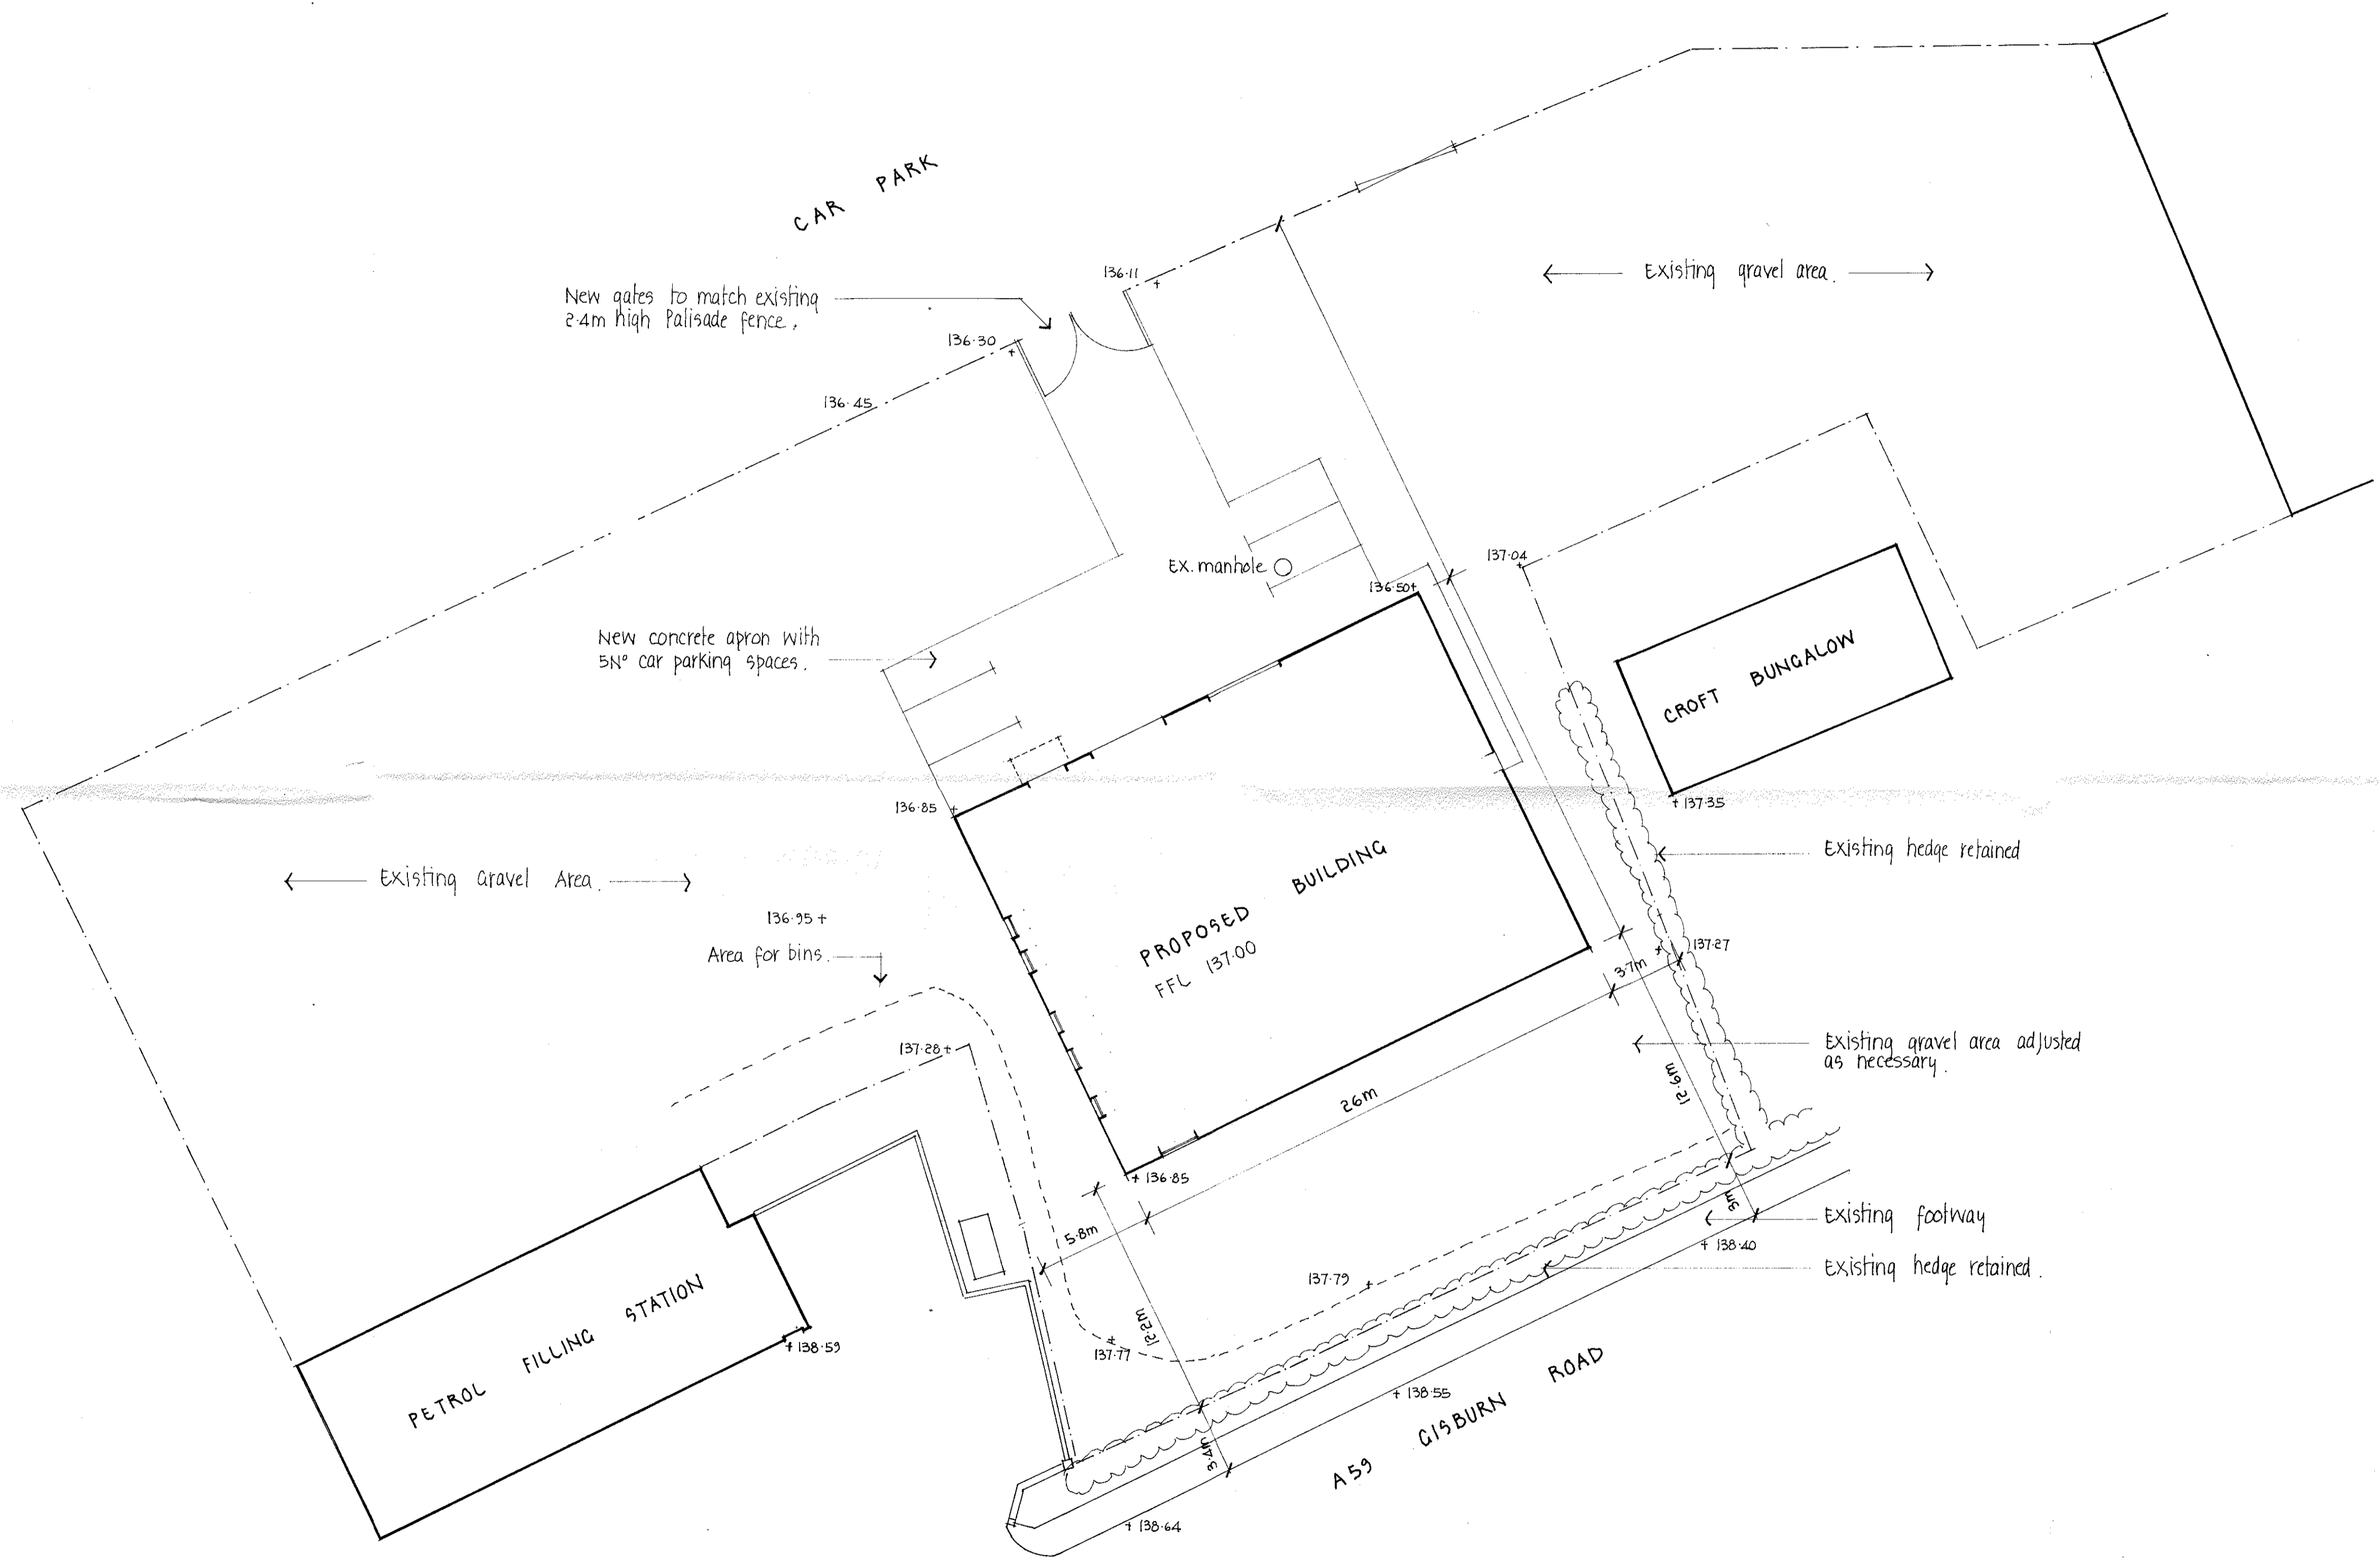 CAR PARK
136.11
New gates to match existing
2.4m high Palisade fence.
Existing gravel area.
136.30
136.45
137.04
Ex. manhole
136.50
New concrete apron with
5No car parking spaces.
CROFT BUNGALOW
136.85
137.35
Existing hedge retained
Existing Gravel Area.
PROPOSED BUILDING
FFL 137.00
136.95
Area for bins.
137.27
3.7m
137.28
Existing gravel area adjusted
as necessary.
12.6m
26m
136.85
5.8m
3m
Existing footway
138.40
Existing hedge retained.
137.79
12.2m
137.77
PETROL FILLING STATION
138.59
138.55
A59 GISBURN ROAD
3.4m
138.64